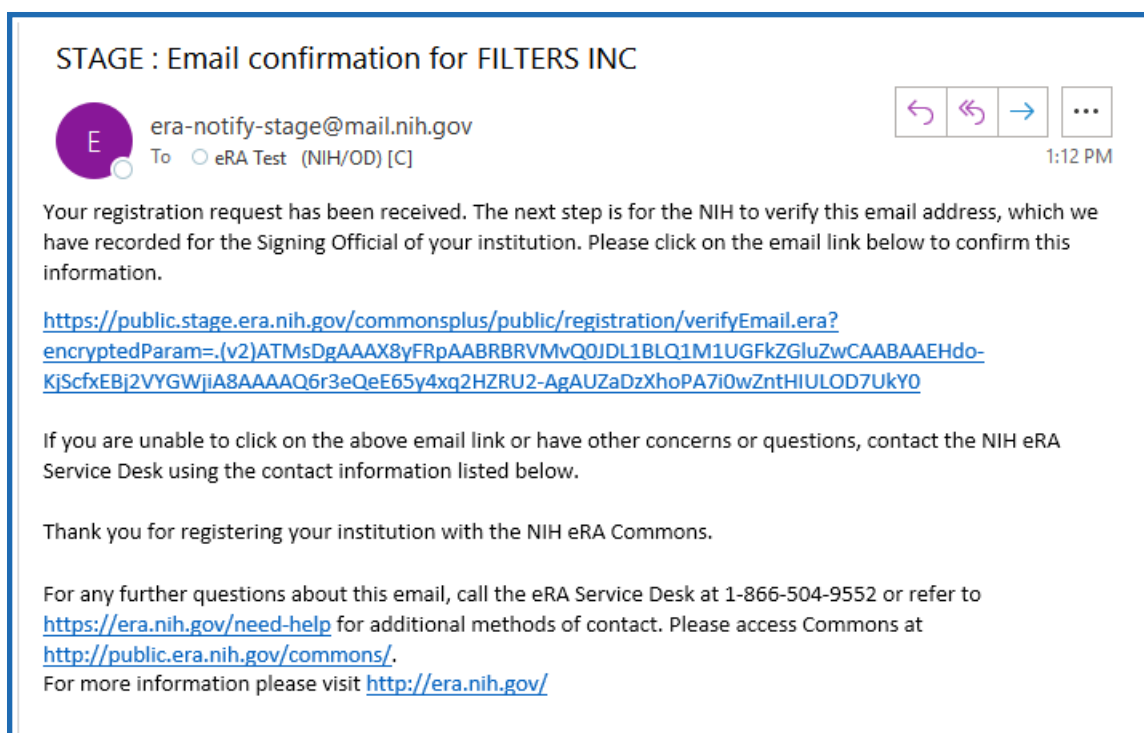 STAGE : Email confirmation for FILTERS INC
E
era-notify-stage@mail.nih.gov
To eRA Test (NIH/OD) [C]
1:12 PM
Your registration request has been received. The next step is for the NIH to verify this email address, which we
have recorded for the Signing Official of your institution. Please click on the email link below to confirm this
information.
https://public.stage.era.nih.gov/commonsplus/public/registration/verifyEmail.era?
encryptedParam=.(v2)ATMsDgAAAX8yFRpAABRBRVMvQ0JDL1BLQ1M1UGFkZGluZwCAABAAEHdo-
KjScfxEBj2VYGWjiA8AAAAQ6r3eQeE65y4xq2HZRU2-AgAUZaDzXhoPA7i0wZntHIULOD7UkY0
If you are unable to click on the above email link or have other concerns or questions, contact the NIH eRA
Service Desk using the contact information listed below.
Thank you for registering your institution with the NIH eRA Commons.
For any further questions about this email, call the eRA Service Desk at 1-866-504-9552 or refer to
https://era.nih.gov/need-help for additional methods of contact. Please access Commons at
http://public.era.nih.gov/commons/.
For more information please visit http://era.nih.gov/